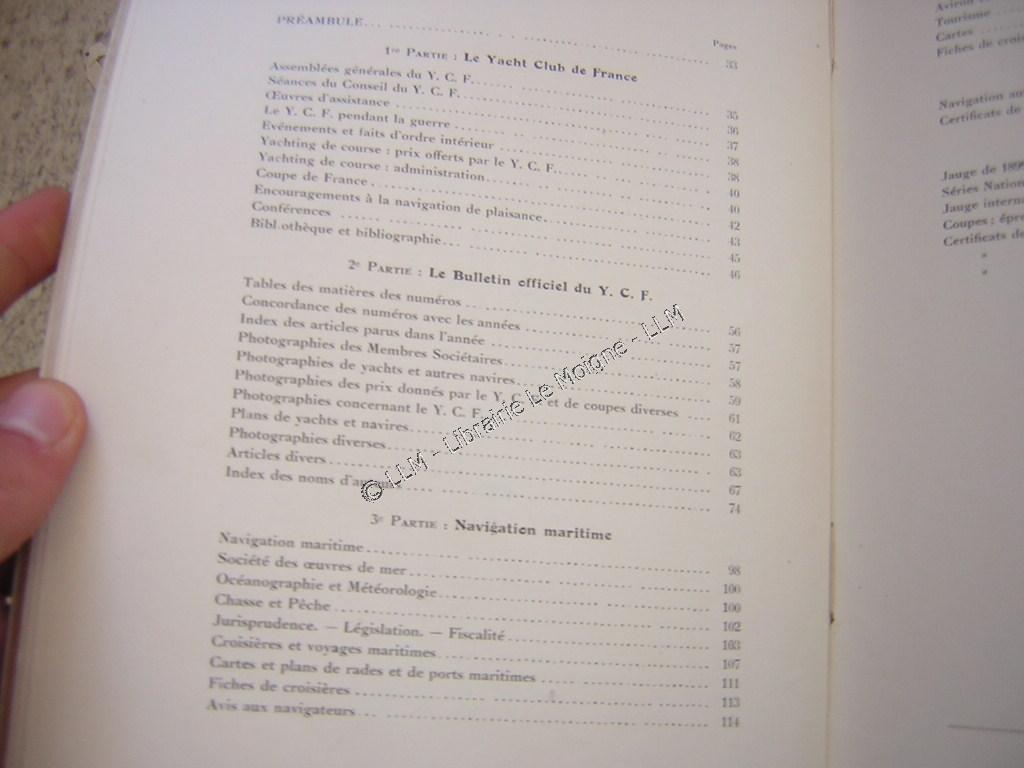 PRÉAMBULE 33
Pages
1re PARTIE : Le Yacht Club de France
Assemblées générales du Y. C. F. 35
Séances du Conseil du Y. C. F. 36
Œuvres d'assistance 37
Le Y. C. F. pendant la guerre 38
Evénements et faits d'ordre intérieur 38
Yachting de course : prix offerts par le Y. C. F. 40
Yachting de course : administration 40
Coupe de France 42
Encouragements à la navigation de plaisance 43
Conférences 45
Bibliothèque et bibliographie 46
2e PARTIE : Le Bulletin officiel du Y. C. F.
Tables des matières des numéros 56
Concordance des numéros avec les années 57
Index des articles parus dans l'année 57
Photographies des Membres Sociétaires 58
Photographies de yachts et autres navires 59
Photographies des prix donnés par le Y. C. F. et de coupes diverses 61
Photographies concernant le Y. C. F. 62
Plans de yachts et navires 63
Photographies diverses 63
Articles divers 67
Index des noms d'auteurs 74
3e PARTIE : Navigation maritime
Navigation maritime 98
Société des œuvres de mer 100
Océanographie et Météorologie 100
Chasse et Pêche 102
Jurisprudence. — Législation. — Fiscalité 103
Croisières et voyages maritimes 107
Cartes et plans de rades et de ports maritimes 111
Fiches de croisières 113
Avis aux navigateurs 114
© LLM - Librairie Le Moigne - LLM
Aviron
Tourisme
Cartes
Fiches de crois
Navigation au
Certificats de
Jauge de 1899
Séries Nation
Jauge interna
Coupes ; épre
Certificats de
"
"